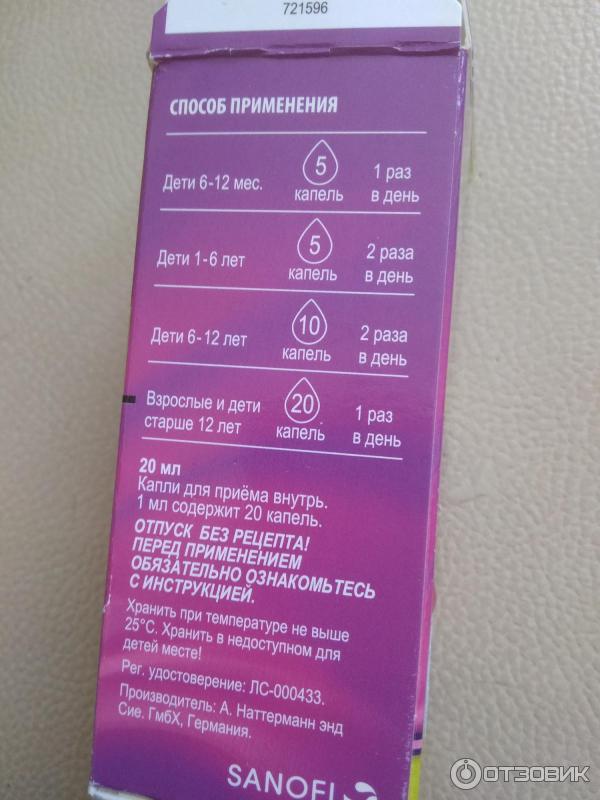 721596
СПОСОБ ПРИМЕНЕНИЯ
Дети 6-12 мес. 5 капель 1 раз в день
Дети 1-6 лет 5 капель 2 раза в день
Дети 6-12 лет 10 капель 2 раза в день
Взрослые и дети старше 12 лет 20 капель 1 раз в день
20 мл
Капли для приёма внутрь.
1 мл содержит 20 капель.
ОТПУСК БЕЗ РЕЦЕПТА!
ПЕРЕД ПРИМЕНЕНИЕМ
ОБЯЗАТЕЛЬНО ОЗНАКОМЬТЕСЬ
С ИНСТРУКЦИЕЙ.
Хранить при температуре не выше
25°С. Хранить в недоступном для
детей месте!
Рег. удостоверение: ЛС-000433.
Производитель: А. Наттерманн энд
Сие. ГмбХ, Германия.
SANOFI
ОТЗОВИК